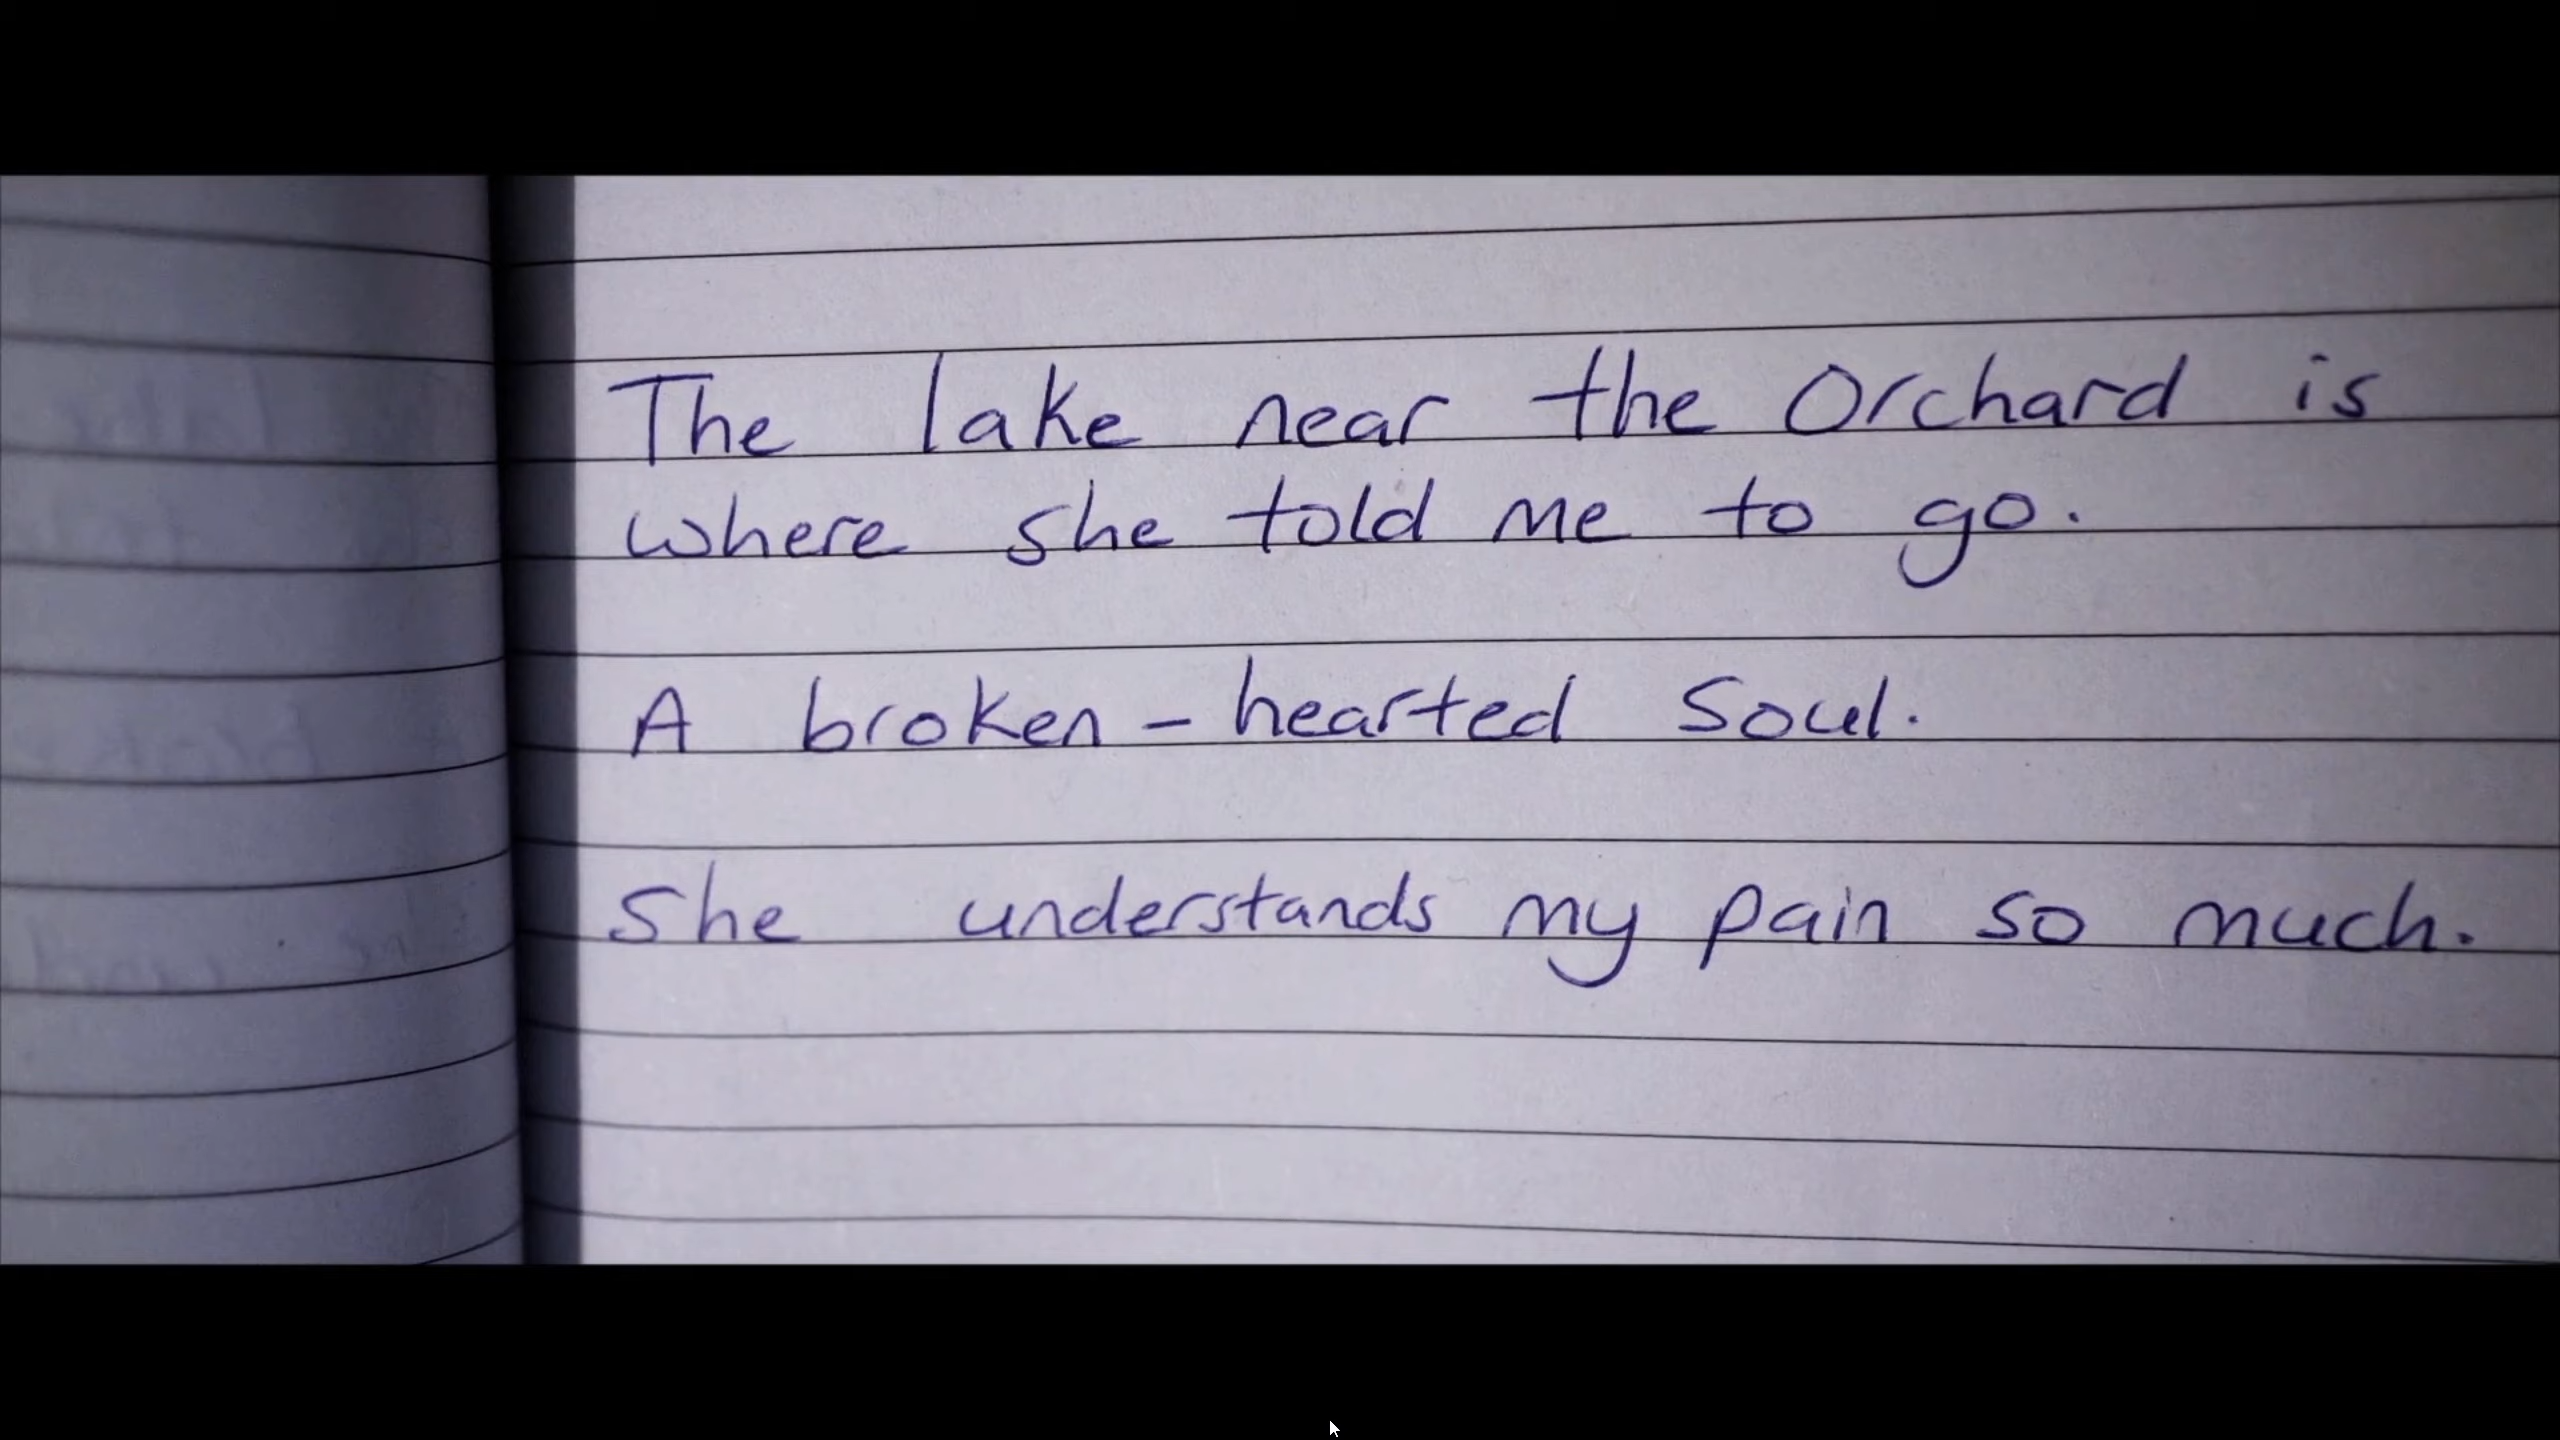 The lake near the Orchard is
where she told me to go.
A broken-hearted soul.
She understands my pain so much.